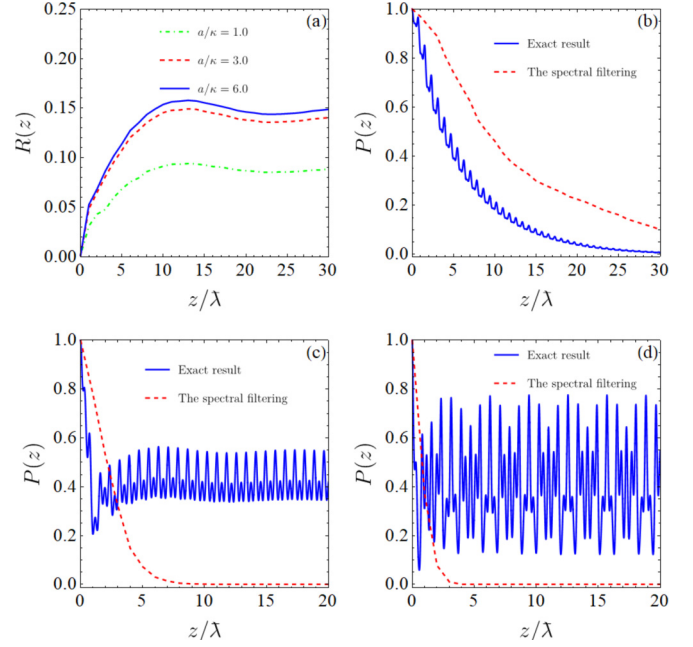 (a)
a/κ = 1.0
a/κ = 3.0
a/κ = 6.0
R(z)
0.25
0.20
0.15
0.10
0.05
0.00
0 5 10 15 20 25 30
z/ƛ
(b)
Exact result
The spectral filtering
P(z)
1.0
0.8
0.6
0.4
0.2
0.0
0 5 10 15 20 25 30
z/ƛ
(c)
Exact result
The spectral filtering
P(z)
1.0
0.8
0.6
0.4
0.2
0.0
0 5 10 15 20
z/ƛ
(d)
Exact result
The spectral filtering
P(z)
1.0
0.8
0.6
0.4
0.2
0.0
0 5 10 15 20
z/ƛ